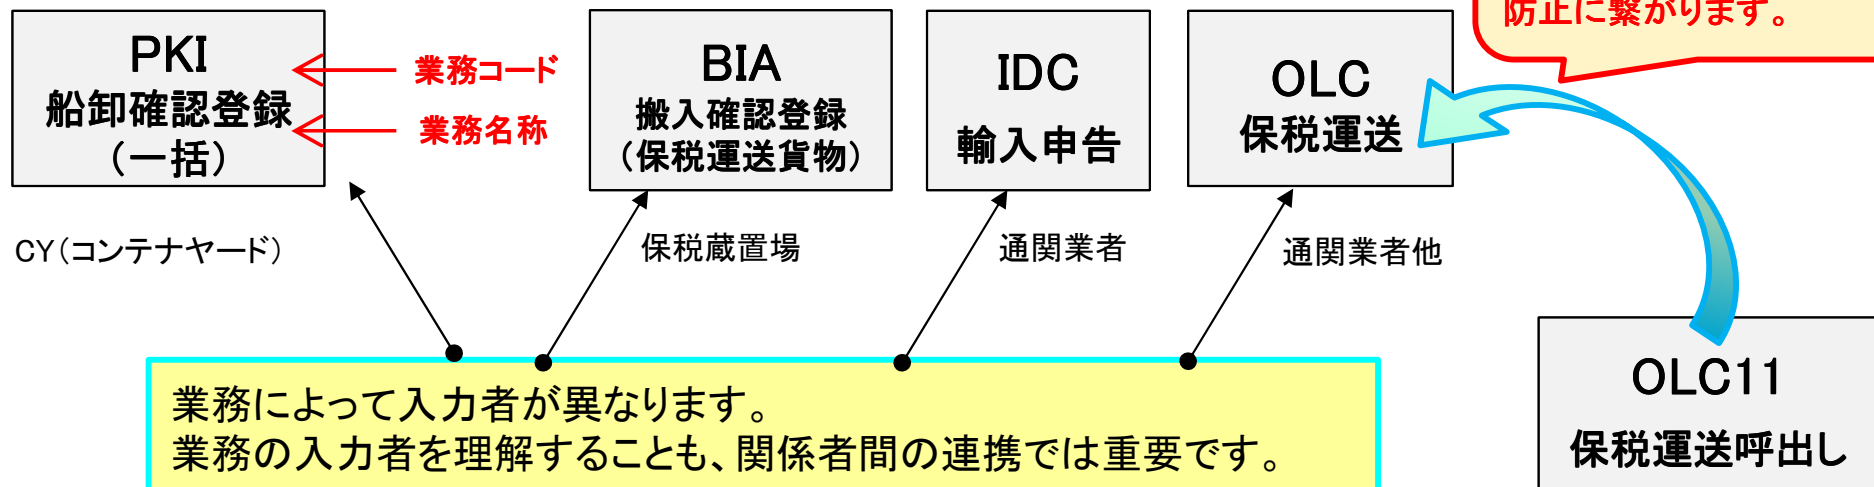 防止に繋がります。
PKI
船卸確認登録
（一括）
業務コード
業務名称
BIA
搬入確認登録
（保税運送貨物）
IDC
輸入申告
OLC
保税運送
CY（コンテナヤード）
保税蔵置場
通関業者
通関業者他
業務によって入力者が異なります。
業務の入力者を理解することも、関係者間の連携では重要です。
OLC11
保税運送呼出し